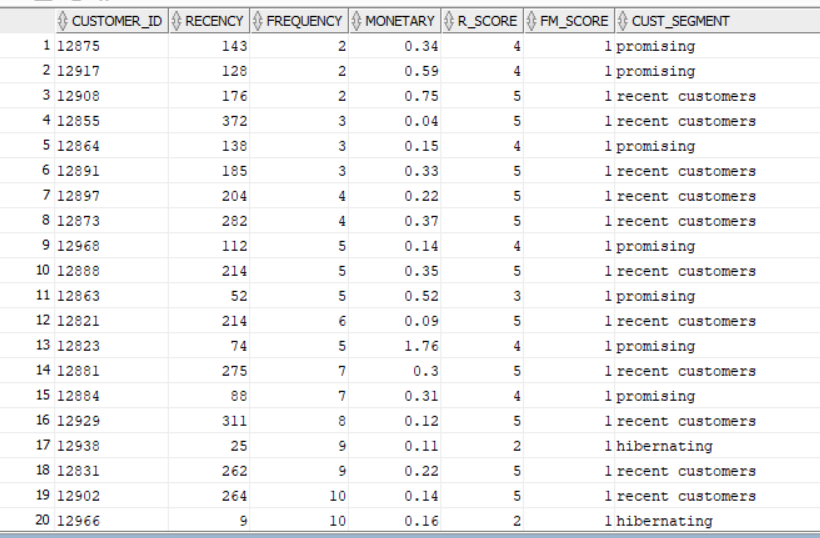 CUSTOMER_ID RECENCY FREQUENCY MONETARY R_SCORE FM_SCORE CUST_SEGMENT
1 12875 143 2 0.34 4 1 promising
2 12917 128 2 0.59 4 1 promising
3 12908 176 2 0.75 5 1 recent customers
4 12855 372 3 0.04 5 1 recent customers
5 12864 138 3 0.15 4 1 promising
6 12891 185 3 0.33 5 1 recent customers
7 12897 204 4 0.22 5 1 recent customers
8 12873 282 4 0.37 5 1 recent customers
9 12968 112 5 0.14 4 1 promising
10 12888 214 5 0.35 5 1 recent customers
11 12863 52 5 0.52 3 1 promising
12 12821 214 6 0.09 5 1 recent customers
13 12823 74 5 1.76 4 1 promising
14 12881 275 7 0.3 5 1 recent customers
15 12884 88 7 0.31 4 1 promising
16 12929 311 8 0.12 5 1 recent customers
17 12938 25 9 0.11 2 1 hibernating
18 12831 262 9 0.22 5 1 recent customers
19 12902 264 10 0.14 5 1 recent customers
20 12966 9 10 0.16 2 1 hibernating